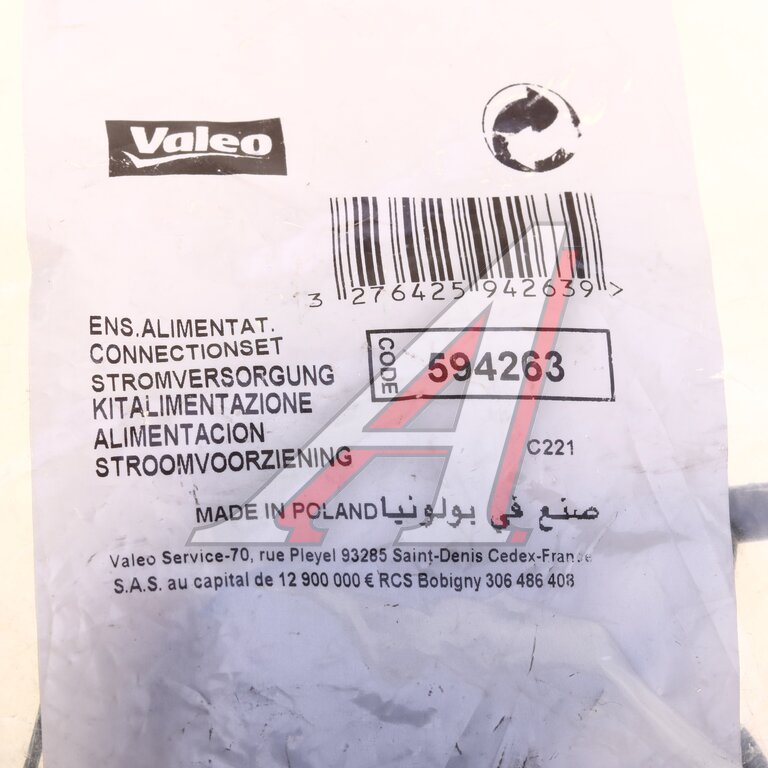 Valeo
3 276425 942639 >
ENS.ALIMENTAT.
CONNECTIONSET
STROMVERSORGUNG
KITALIMENTAZIONE
ALIMENTACION
STROOMVOORZIENING
CODE 594263
C221
MADE IN POLAND صنع في بولونيا
Valeo Service-70, rue Pleyel 93285 Saint-Denis Cedex-France
S.A.S. au capital de 12 900 000 € RCS Bobigny 306 486 408